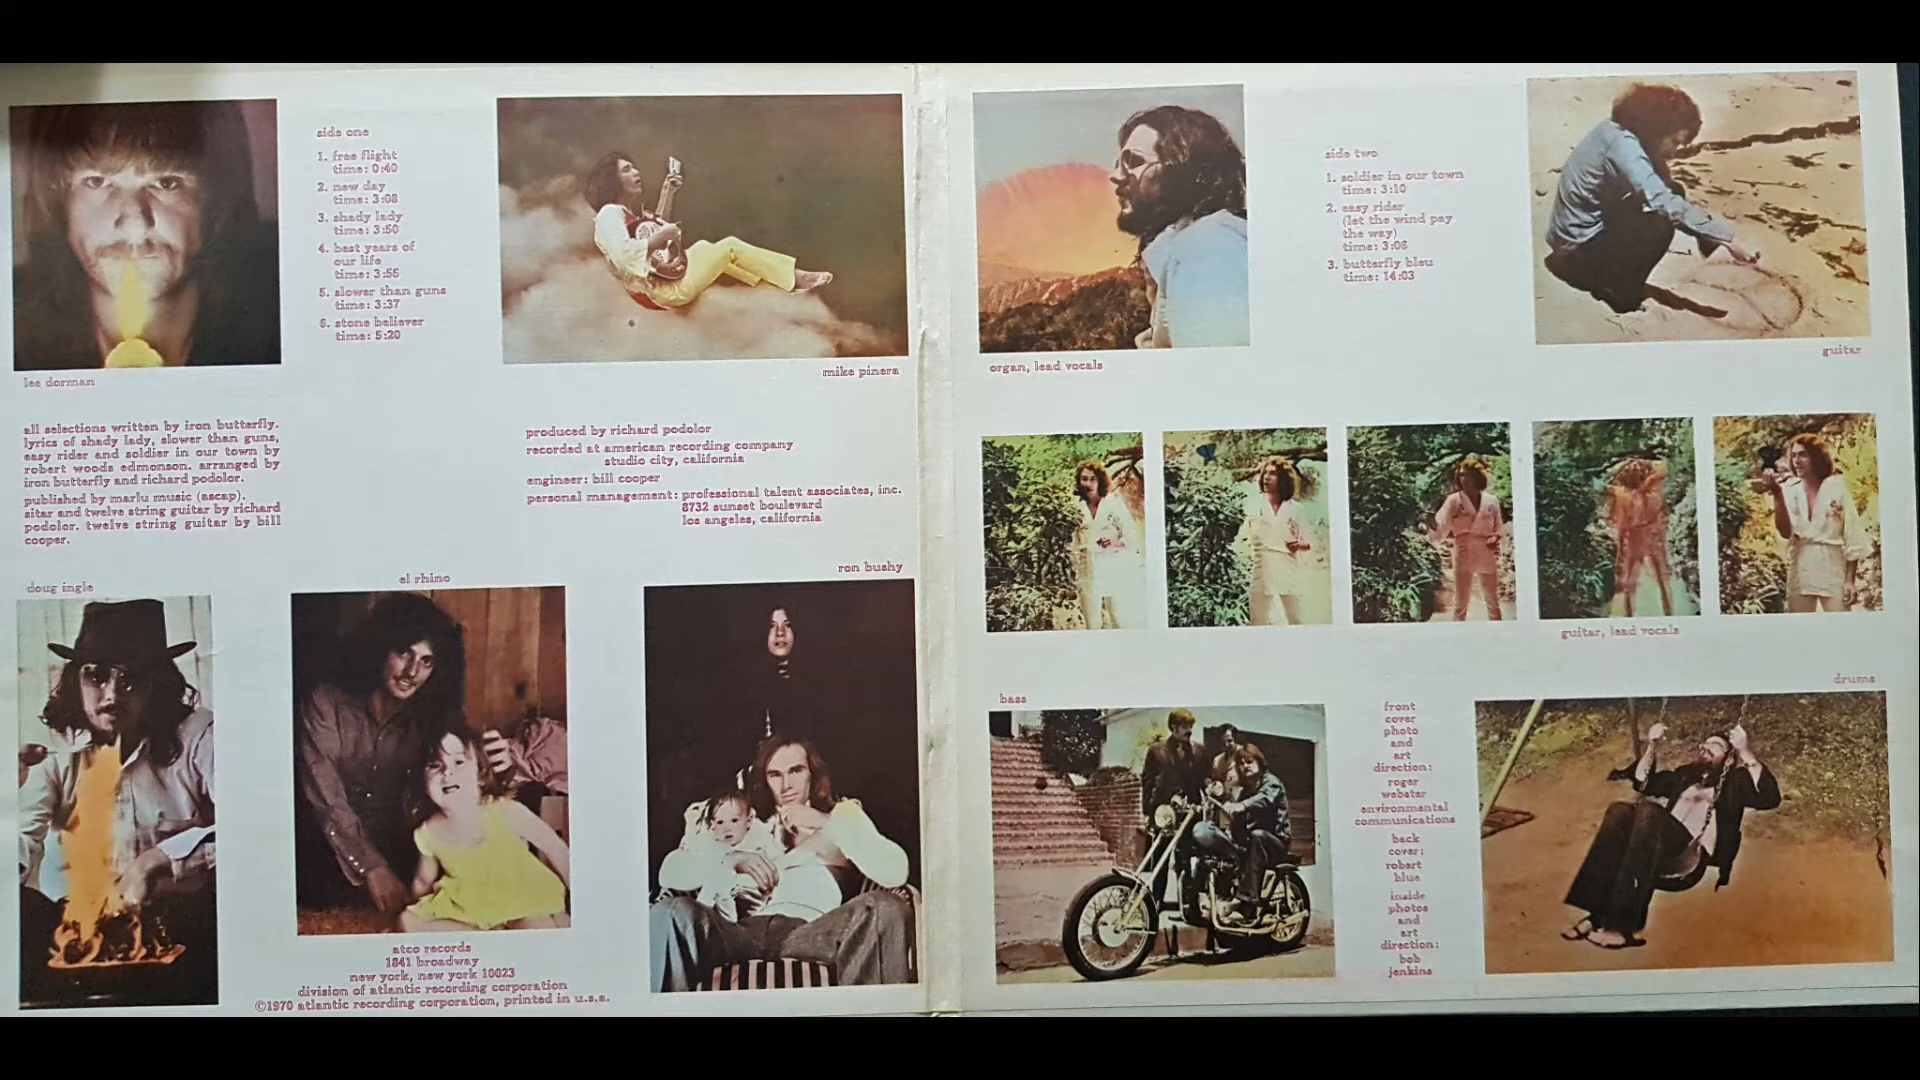 side one
1. free flight
time: 0:40
2. new day
time: 3:08
3. shady lady
time: 3:50
4. best years of
our life
time: 3:55
5. slower than guns
time: 3:37
6. stone believer
time: 5:20
lee dorman
mike pinera
all selections written by iron butterfly.
lyrics of shady lady, slower than guns,
easy rider and soldier in our town by
robert woods edmonson. arranged by
iron butterfly and richard podolor.
published by marlu music (ascap).
sitar and twelve string guitar by richard
podolor. twelve string guitar by bill
cooper.
produced by richard podolor
recorded at american recording company
studio city, california
engineer: bill cooper
personal management: professional talent associates, inc.
8732 sunset boulevard
los angeles, california
doug ingle
el rhino
ron bushy
atco records
1841 broadway
new york, new york 10023
division of atlantic recording corporation
©1970 atlantic recording corporation, printed in u.s.a.
side two
1. soldier in our town
time: 3:10
2. easy rider
(let the wind pay
the way)
time: 3:06
3. butterfly bleu
time: 14:03
organ, lead vocals
guitar
guitar, lead vocals
bass
drums
front
cover
photo
and
art
direction:
roger
webster
environmental
communications
back
cover:
robert
blue
inside
photos
and
art
direction:
bob
jenkins